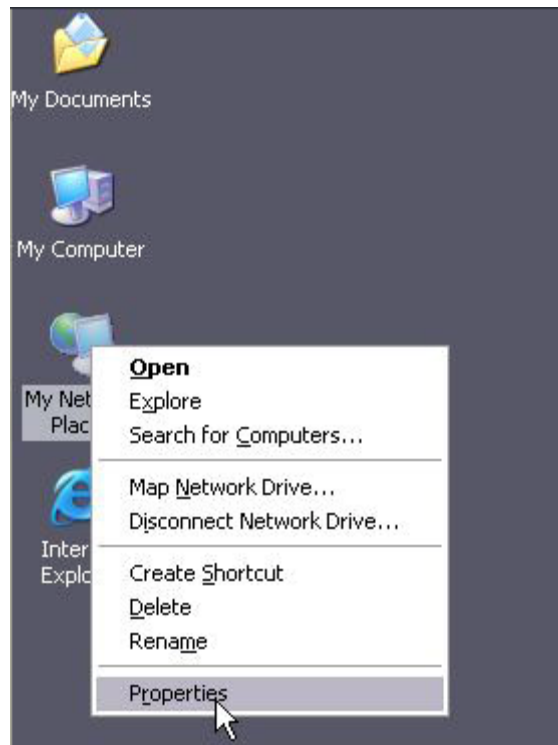 My Documents
My Computer
My Net
Plac
Open
Explore
Search for Computers...
Map Network Drive...
Disconnect Network Drive...
Create Shortcut
Delete
Rename
Properties
Inter
Explo